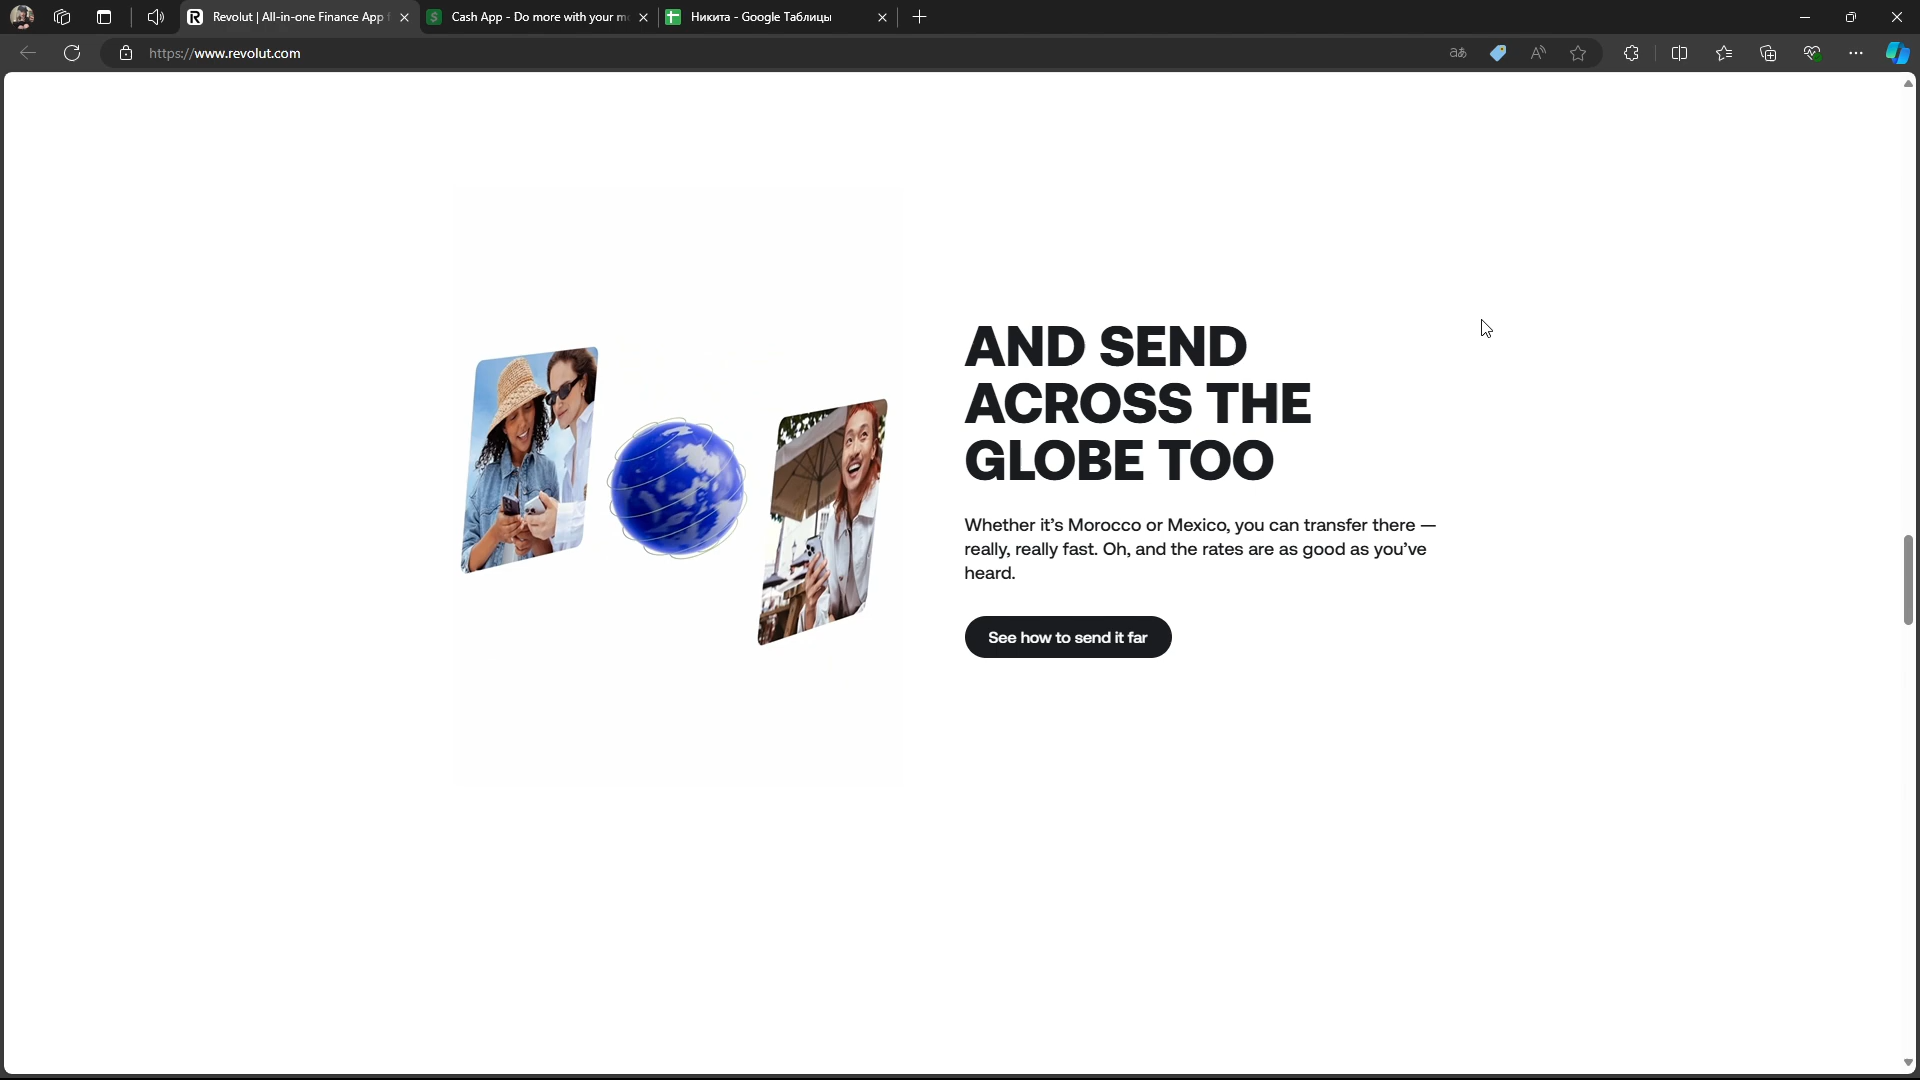 Revolut | All-in-one Finance App
Cash App - Do more with your
Никита - Google Таблицы
https://www.revolut.com
AND SEND
ACROSS THE
GLOBE TOO
Whether it's Morocco or Mexico, you can transfer there —
really, really fast. Oh, and the rates are as good as you've
heard.
See how to send it far